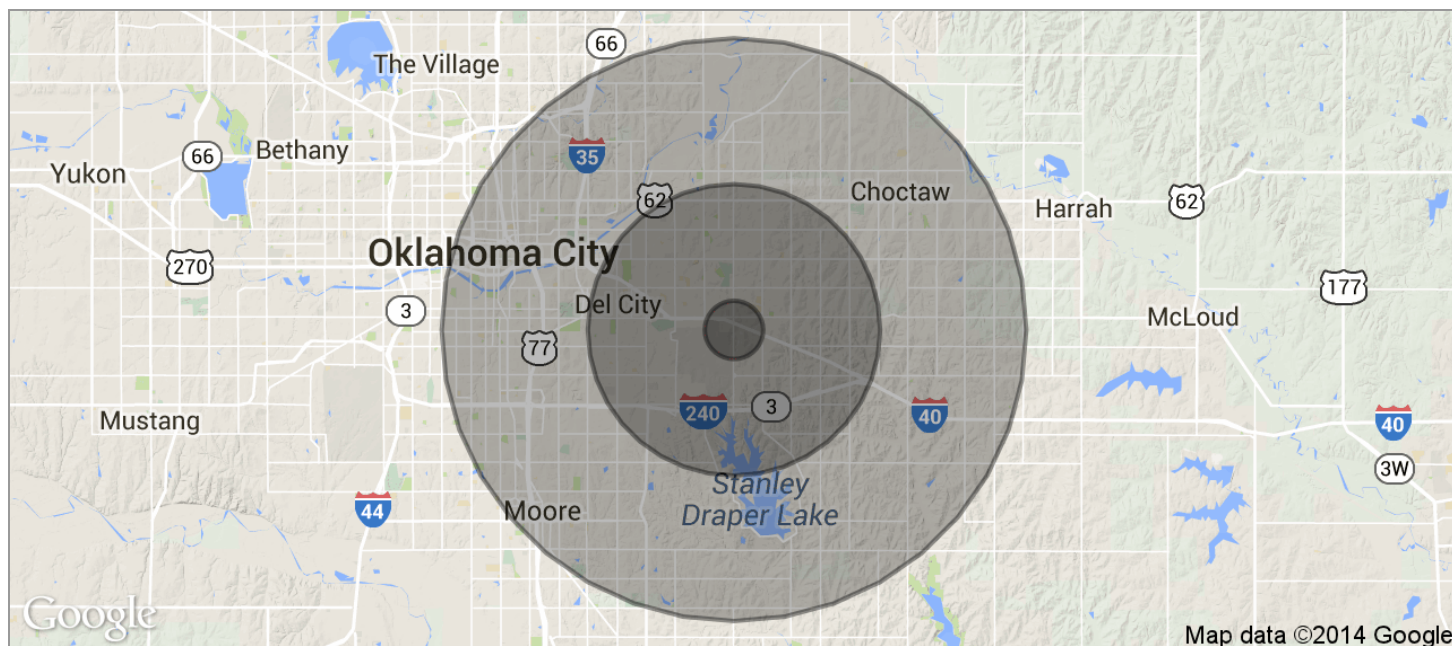 66
The Village
35
66
Bethany
Yukon
62
Choctaw
62
Harrah
Oklahoma City
270
177
Del City
3
McLoud
77
240
3
40
Mustang
40
3W
Stanley
Draper Lake
44
Moore
Google
Map data ©2014 Google